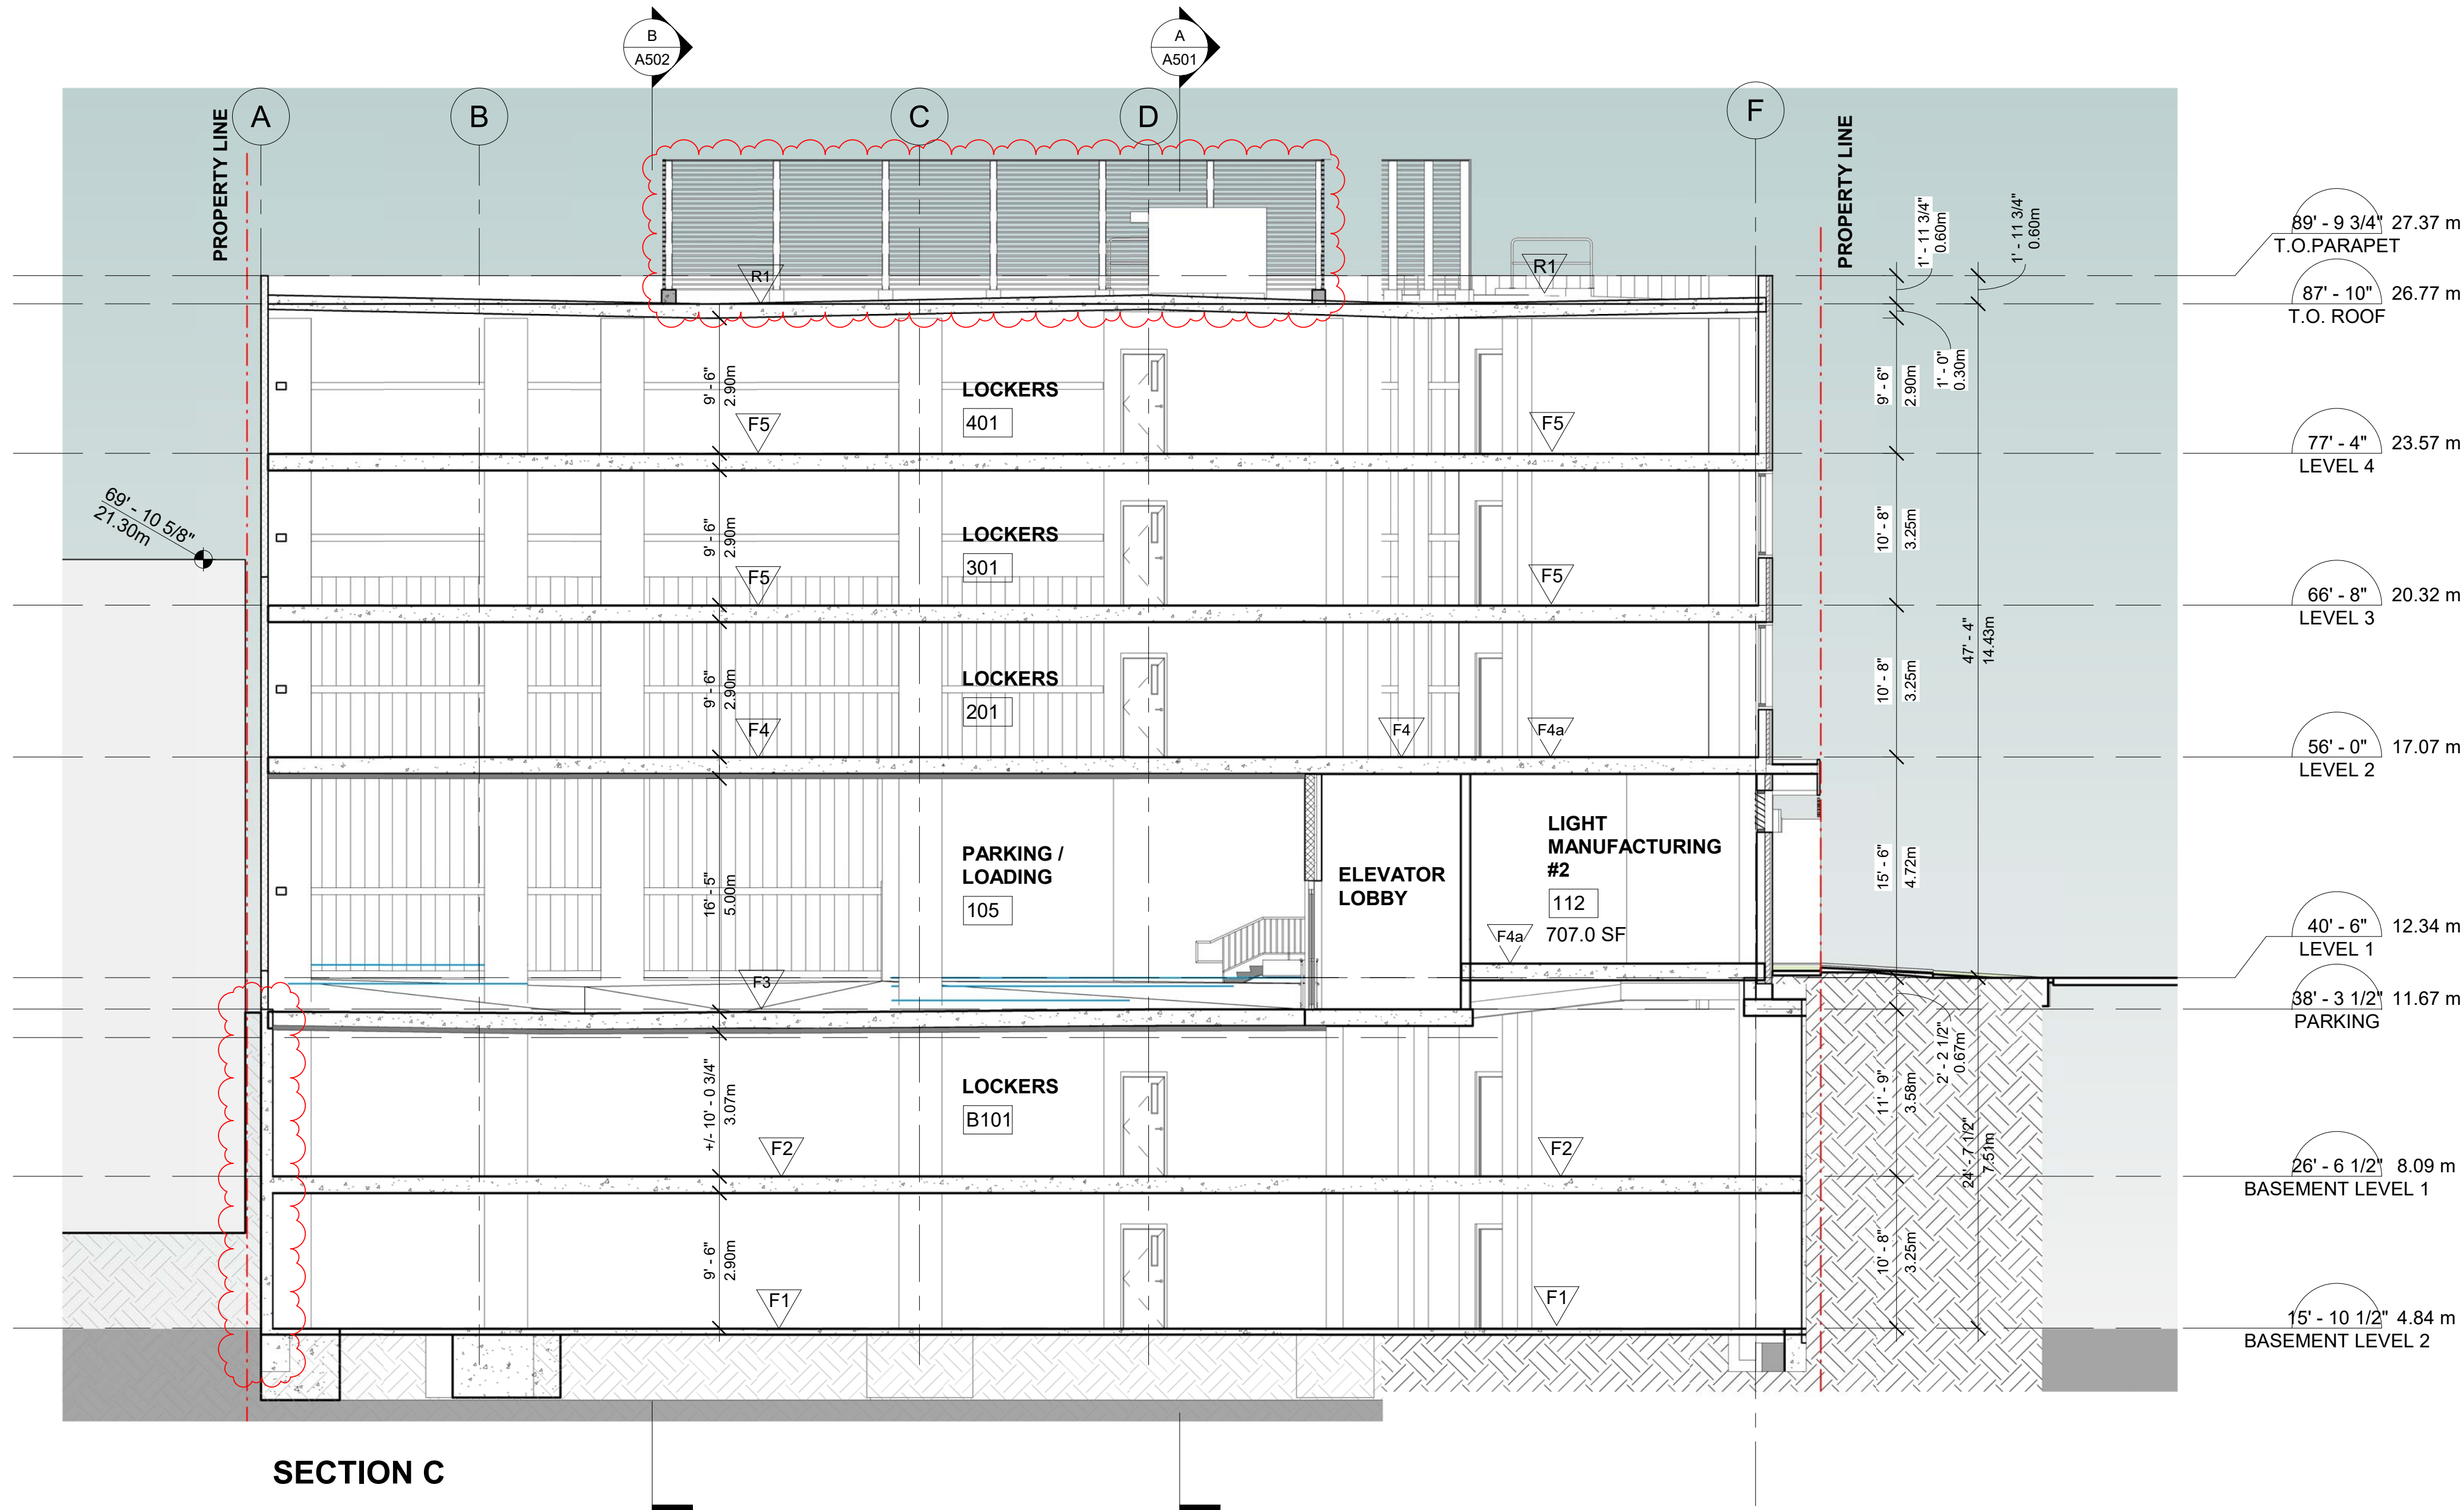 B
A502
A
A501
A
B
C
D
F
PROPERTY LINE
PROPERTY LINE
89' - 9 3/4" 27.37 m
T.O.PARAPET
87' - 10" 26.77 m
T.O. ROOF
77' - 4" 23.57 m
LEVEL 4
66' - 8" 20.32 m
LEVEL 3
56' - 0" 17.07 m
LEVEL 2
40' - 6" 12.34 m
LEVEL 1
38' - 3 1/2" 11.67 m
PARKING
26' - 6 1/2" 8.09 m
BASEMENT LEVEL 1
15' - 10 1/2" 4.84 m
BASEMENT LEVEL 2
1' - 11 3/4"
0.60m
1' - 11 3/4"
0.60m
1' - 0"
0.30m
9' - 6"
2.90m
10' - 8"
3.25m
10' - 8"
3.25m
47' - 4"
14.43m
15' - 6"
4.72m
2' - 2 1/2"
0.67m
11' - 9"
3.58m
24' - 7 1/2"
7.51m
10' - 8"
3.25m
69' - 10 5/8"
21.30m
R1
R1
9' - 6"
2.90m
LOCKERS
401
F5
F5
9' - 6"
2.90m
LOCKERS
301
F5
F5
9' - 6"
2.90m
LOCKERS
201
F4
F4
F4a
16' - 5"
5.00m
PARKING /
LOADING
105
ELEVATOR
LOBBY
LIGHT
MANUFACTURING
#2
112
707.0 SF
F4a
F3
+/- 10' - 0 3/4"
3.07m
LOCKERS
B101
F2
F2
9' - 6"
2.90m
F1
F1
SECTION C